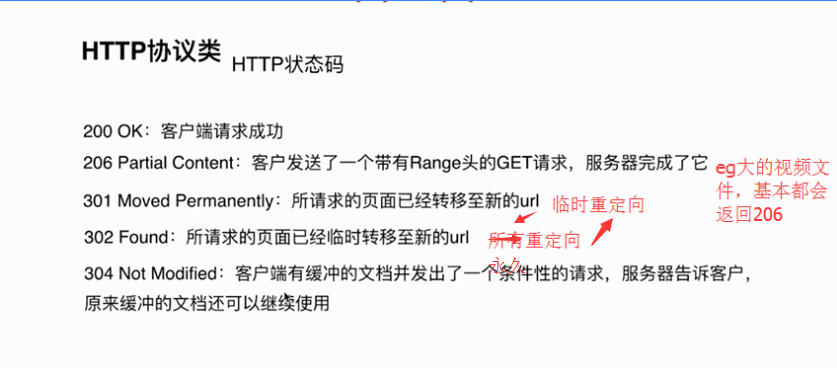 HTTP协议类
HTTP状态码
200 OK：客户端请求成功
206 Partial Content：客户发送了一个带有Range头的GET请求，服务器完成了它
eg大的视频文
件，基本都会
返回206
301 Moved Permanently：所请求的页面已经转移至新的url
临时重定向
302 Found：所请求的页面已经临时转移至新的url
所有重定向
永久
304 Not Modified：客户端有缓冲的文档并发出了一个条件性的请求，服务器告诉客户，
原来缓冲的文档还可以继续使用